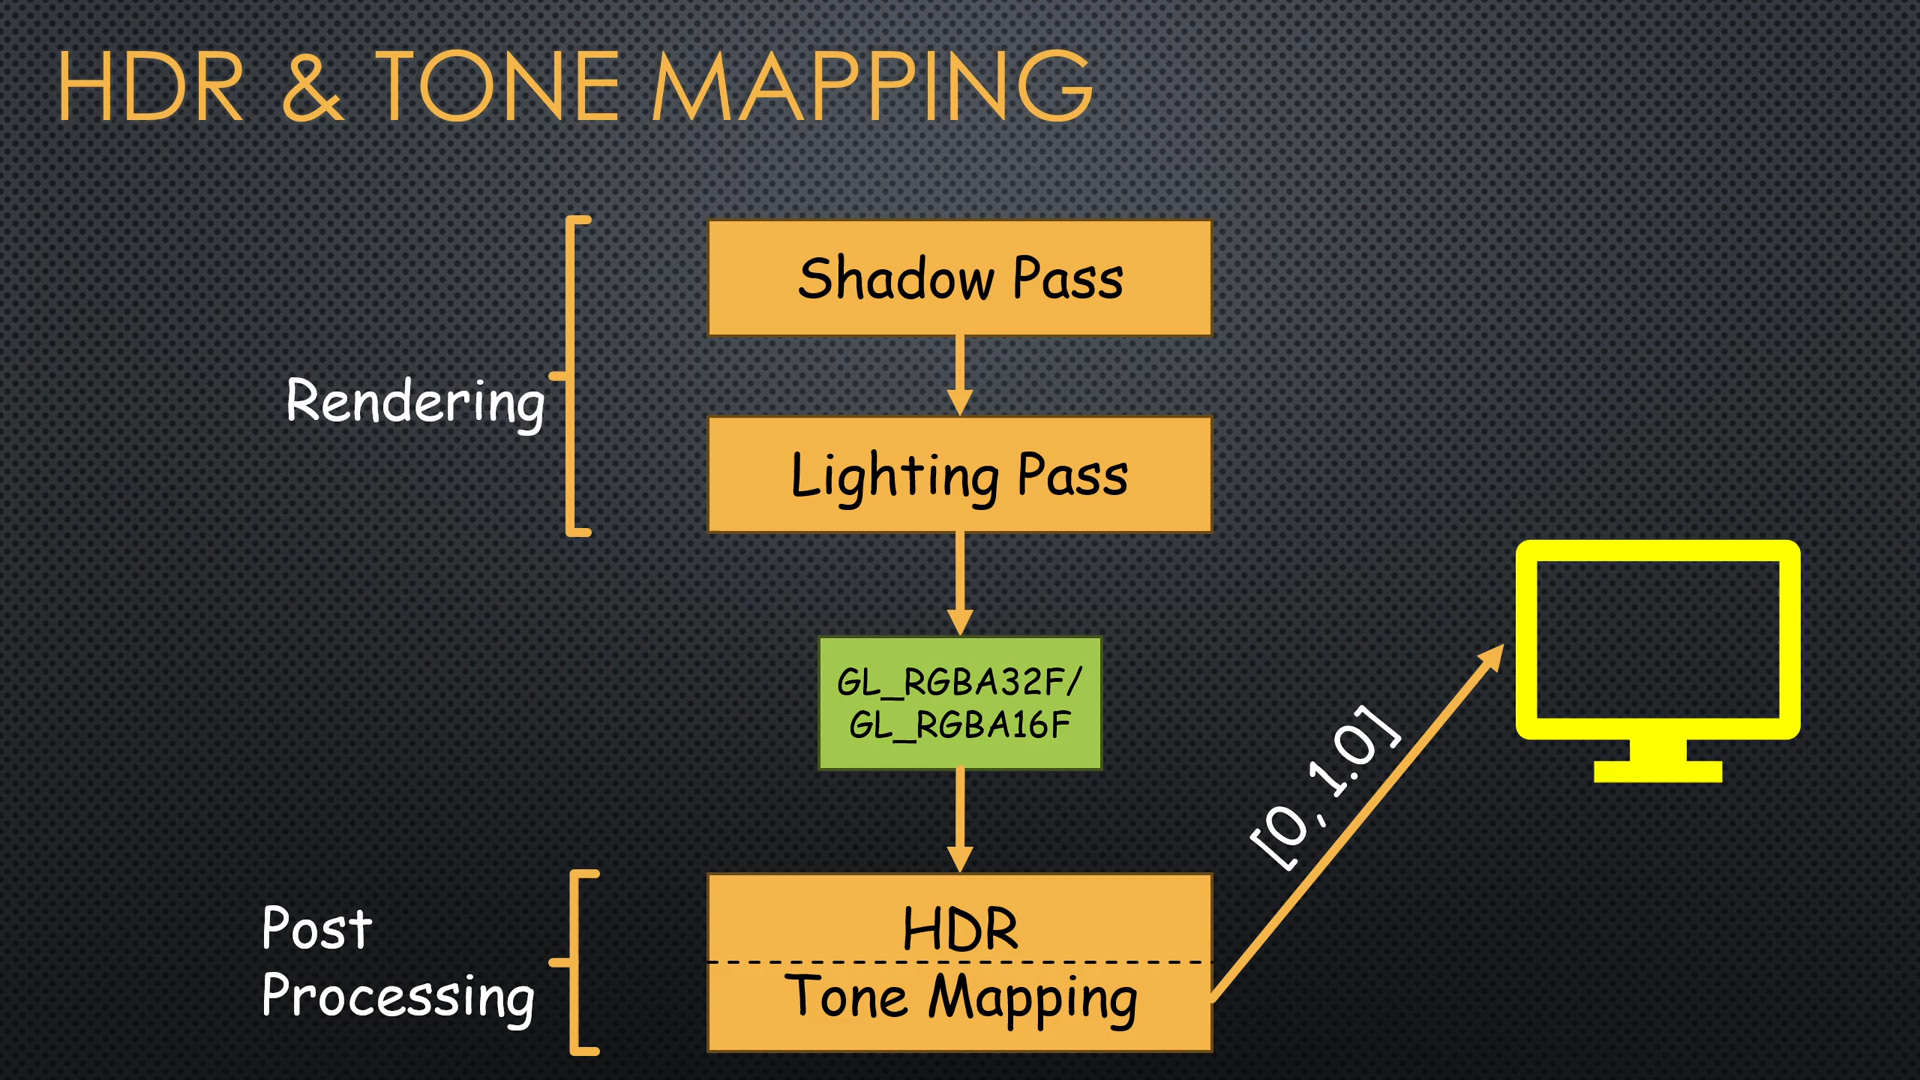 HDR & TONE MAPPING
Shadow Pass
Rendering
Lighting Pass
GL_RGBA32F/
GL_RGBA16F
[0, 1.0]
Post
Processing
HDR
Tone Mapping